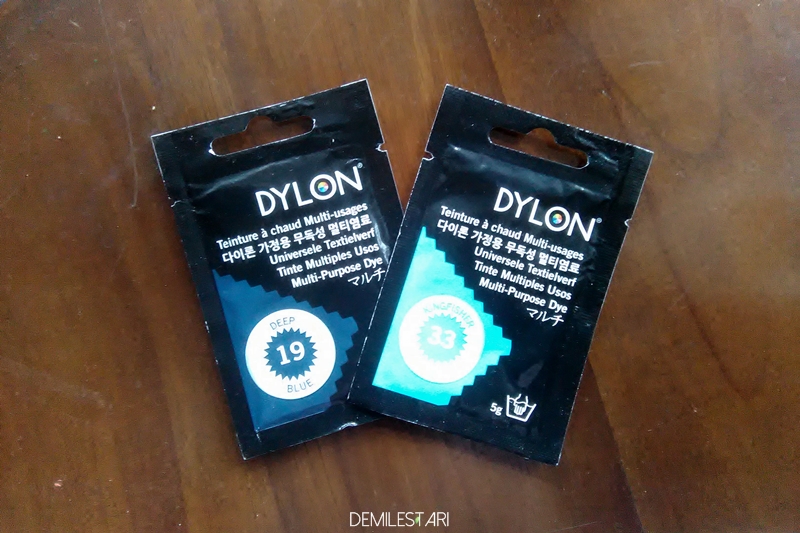 DYLON®
Teinture à chaud Multi-usages
다이론 가정용 무독성 멀티염료
Universele Textielverf
Tinte Multiples Usos
Multi-Purpose Dye
マルチ
DEEP
19
BLUE
DYLON®
Teinture à chaud Multi-usages
다이론 가정용 무독성 멀티염료
Universele Textielverf
Tinte Multiples Usos
Multi-Purpose Dye
マルチ
KINGFISHER
33
5g
DEMILESTARI